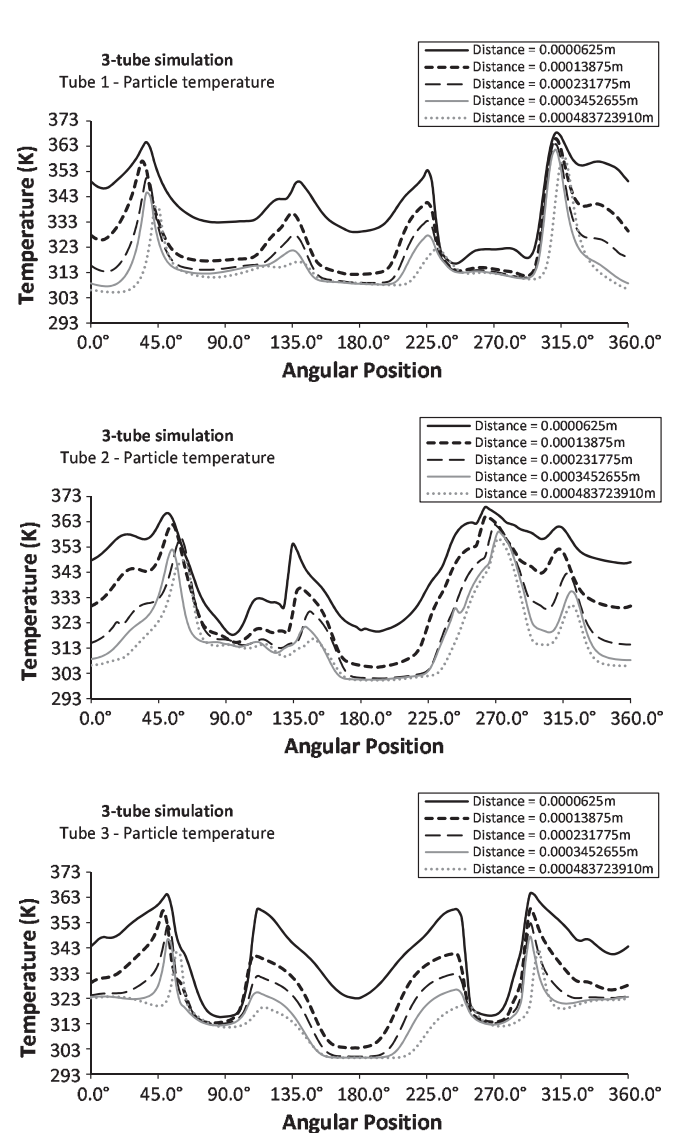 3-tube simulation
Tube 1 - Particle temperature
Distance = 0.0000625m
Distance = 0.00013875m
Distance = 0.000231775m
Distance = 0.0003452655m
Distance = 0.000483723910m
Temperature (K)
373
363
353
343
333
323
313
303
293
0.0° 45.0° 90.0° 135.0° 180.0° 225.0° 270.0° 315.0° 360.0°
Angular Position
3-tube simulation
Tube 2 - Particle temperature
Distance = 0.0000625m
Distance = 0.00013875m
Distance = 0.000231775m
Distance = 0.0003452655m
Distance = 0.000483723910m
Temperature (K)
373
363
353
343
333
323
313
303
293
0.0° 45.0° 90.0° 135.0° 180.0° 225.0° 270.0° 315.0° 360.0°
Angular Position
3-tube simulation
Tube 3 - Particle temperature
Distance = 0.0000625m
Distance = 0.00013875m
Distance = 0.000231775m
Distance = 0.0003452655m
Distance = 0.000483723910m
Temperature (K)
373
363
353
343
333
323
313
303
293
0.0° 45.0° 90.0° 135.0° 180.0° 225.0° 270.0° 315.0° 360.0°
Angular Position